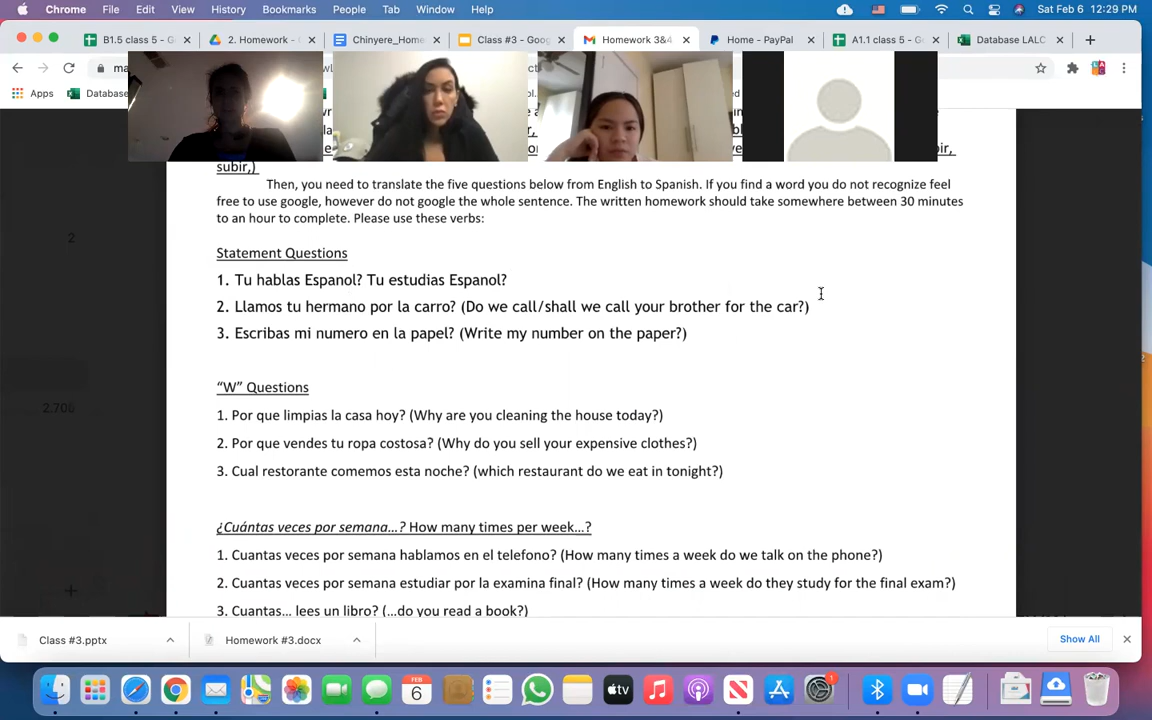 Chrome File Edit View History Bookmarks People Tab Window Help Sat Feb 6 12:29 PM
B1.5 class 5 - G 2. Homework - Chinyere_Home Class #3 - Goog Homework 3&4 Home - PayPal A1.1 class 5 - G Database LALC
ma
Apps Database
subir,)
Then, you need to translate the five questions below from English to Spanish. If you find a word you do not recognize feel
free to use google, however do not google the whole sentence. The written homework should take somewhere between 30 minutes
to an hour to complete. Please use these verbs:
2
Statement Questions
1. Tu hablas Espanol? Tu estudias Espanol?
2. Llamos tu hermano por la carro? (Do we call/shall we call your brother for the car?)
3. Escribas mi numero en la papel? (Write my number on the paper?)
“W” Questions
1. Por que limpias la casa hoy? (Why are you cleaning the house today?)
2. Por que vendes tu ropa costosa? (Why do you sell your expensive clothes?)
3. Cual restorante comemos esta noche? (which restaurant do we eat in tonight?)
¿Cuántas veces por semana...? How many times per week...?
1. Cuantas veces por semana hablamos en el telefono? (How many times a week do we talk on the phone?)
2. Cuantas veces por semana estudiar por la examina final? (How many times a week do they study for the final exam?)
3. Cuantas... lees un libro? (...do you read a book?)
Class #3.pptx Homework #3.docx Show All
FEB
6
tv
1